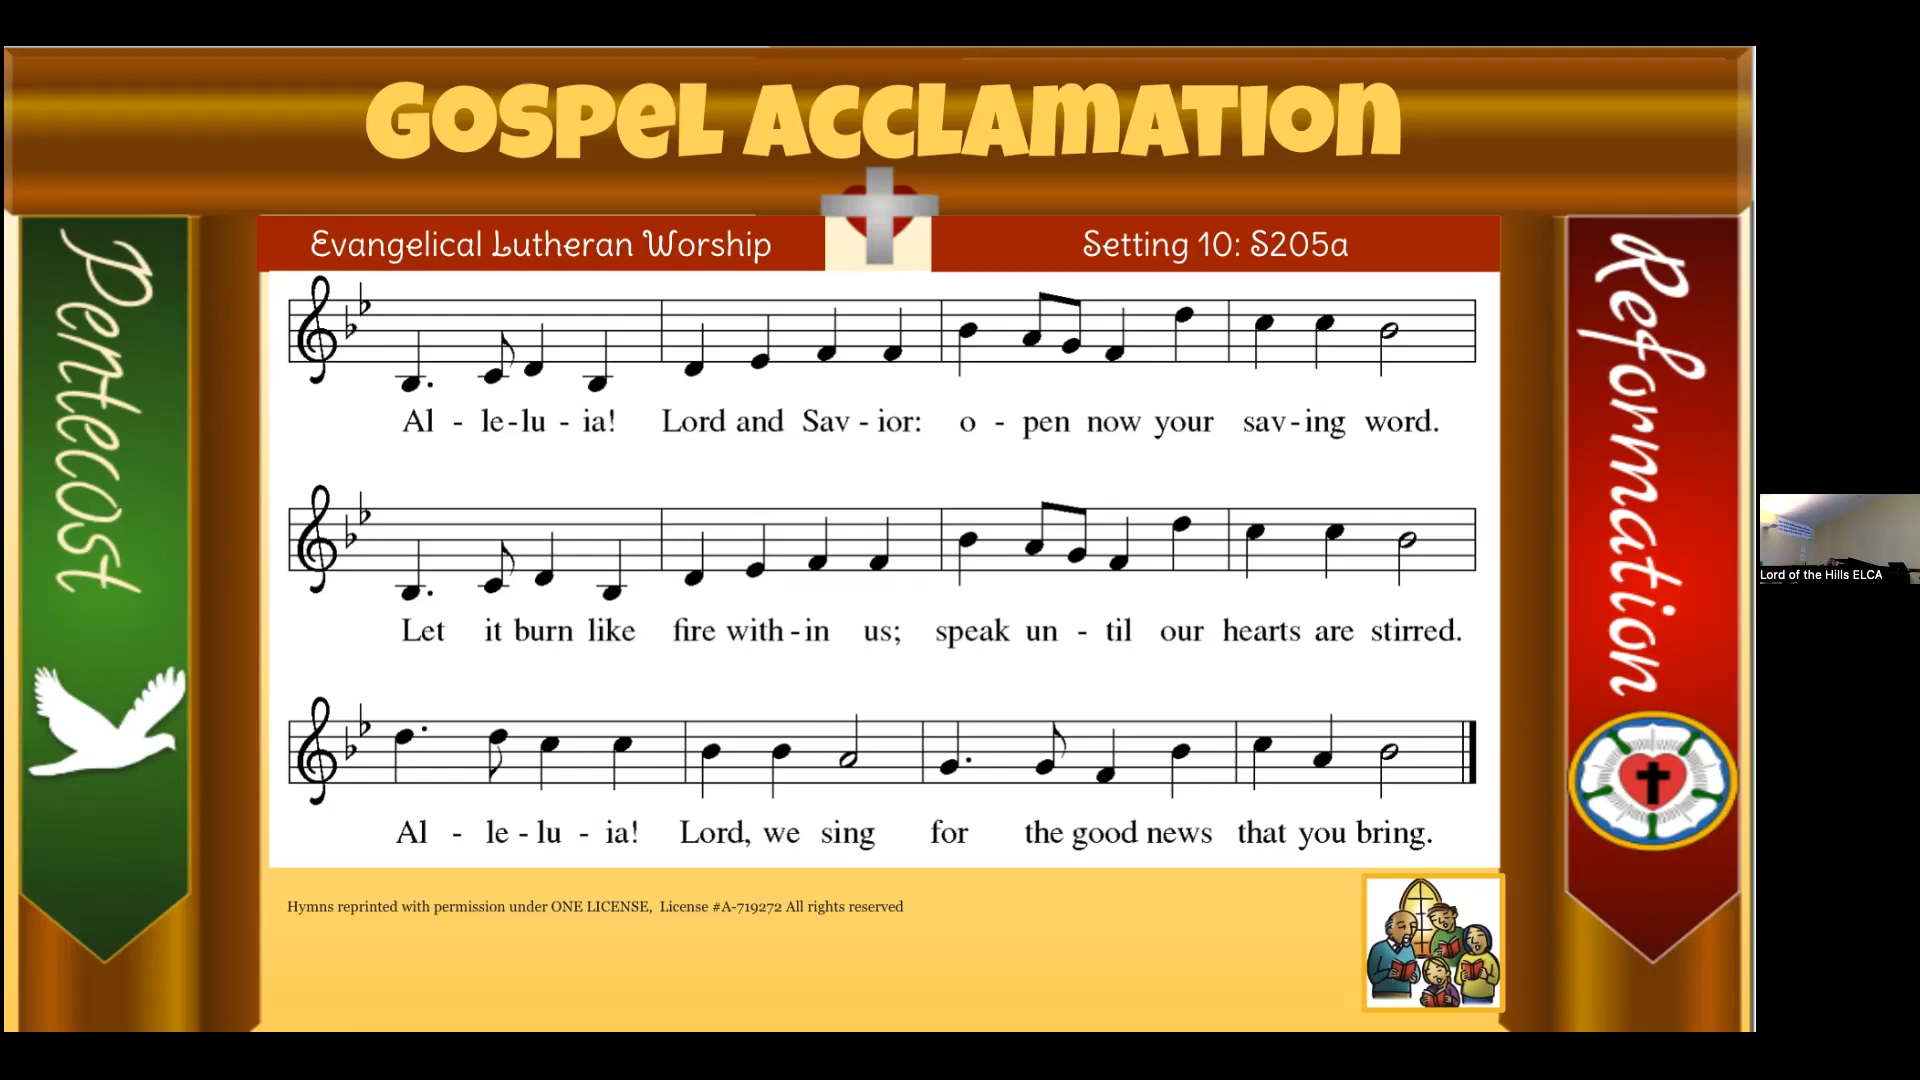 Gospel Acclamation
Evangelical Lutheran Worship
Setting 10: S205a
Pentecost
Reformation
Al - le-lu - ia! Lord and Sav - ior: o - pen now your sav-ing word.
Let it burn like fire with-in us; speak un - til our hearts are stirred.
Al - le - lu - ia! Lord, we sing for the good news that you bring.
Hymns reprinted with permission under ONE LICENSE, License #A-719272 All rights reserved
Lord of the Hills ELCA